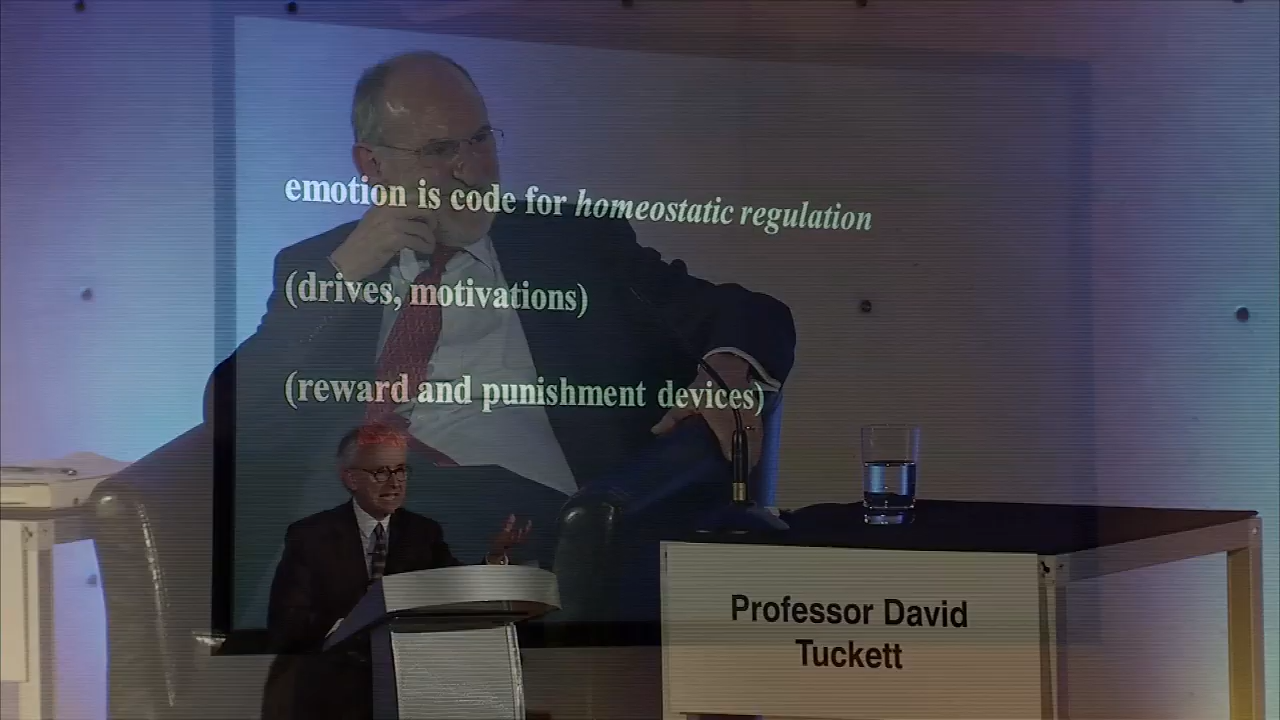 emotion is code for homeostatic regulation
(drives, motivations)
(reward and punishment devices)
Professor David
Tuckett